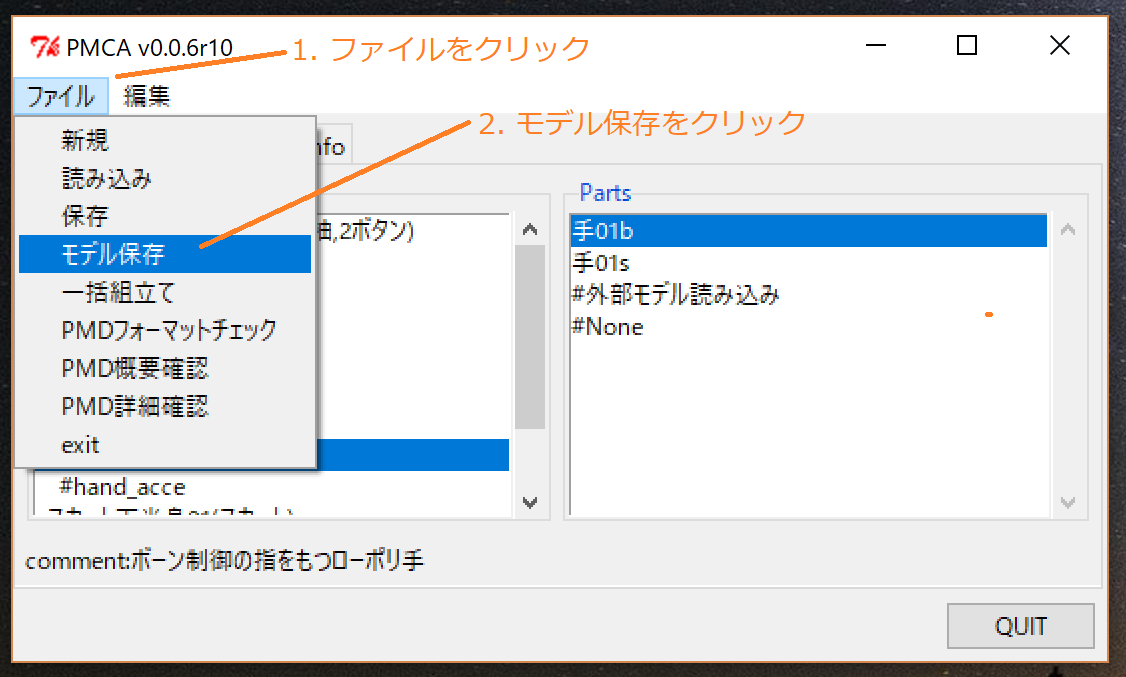 PMCA v0.0.6r10
1. ファイルをクリック
ファイル 編集
2. モデル保存をクリック
新規
読み込み
保存
モデル保存
一括組立て
PMDフォーマットチェック
PMD概要確認
PMD詳細確認
exit
nfo
,2ボタン)
#hand_acce
Parts
手01b
手01s
#外部モデル読み込み
#None
comment:ボーン制御の指をもつローポリ手
QUIT